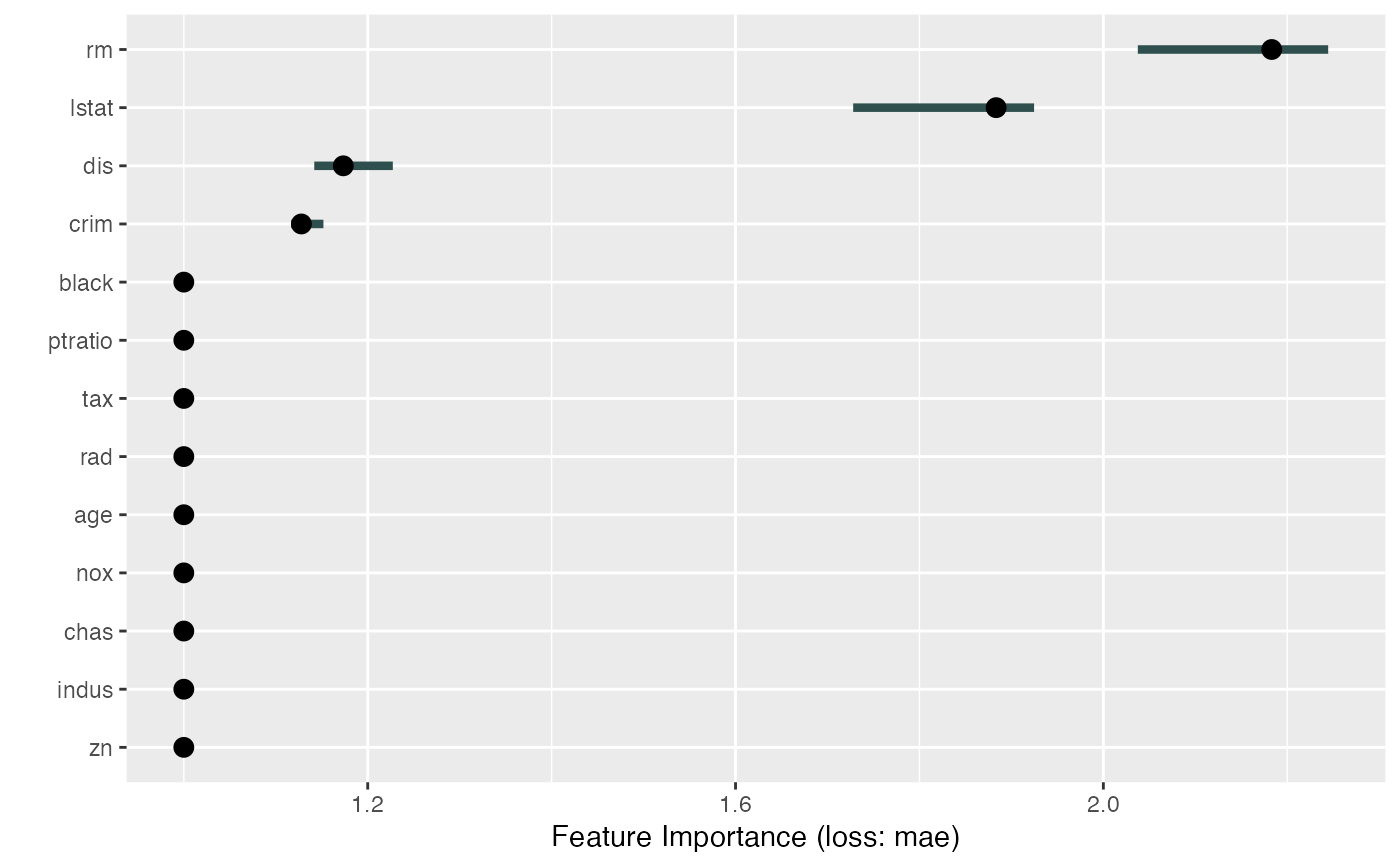 rm
lstat
dis
crim
black
ptratio
tax
rad
age
nox
chas
indus
zn
1.2 1.6 2.0
Feature Importance (loss: mae)